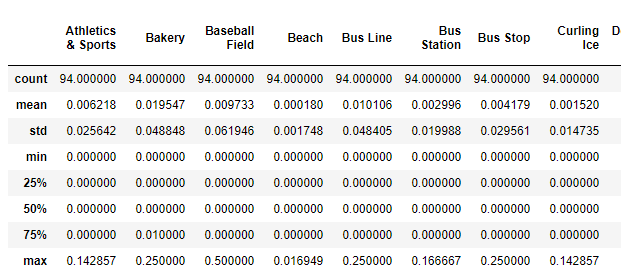 Athletics & Sports Bakery Baseball Field Beach Bus Line Bus Station Bus Stop Curling Ice D
count 94.000000 94.000000 94.000000 94.000000 94.000000 94.000000 94.000000 94.000000
mean 0.006218 0.019547 0.009733 0.000180 0.010106 0.002996 0.004179 0.001520
std 0.025642 0.048848 0.061946 0.001748 0.048405 0.019988 0.029561 0.014735
min 0.000000 0.000000 0.000000 0.000000 0.000000 0.000000 0.000000 0.000000
25% 0.000000 0.000000 0.000000 0.000000 0.000000 0.000000 0.000000 0.000000
50% 0.000000 0.000000 0.000000 0.000000 0.000000 0.000000 0.000000 0.000000
75% 0.000000 0.010000 0.000000 0.000000 0.000000 0.000000 0.000000 0.000000
max 0.142857 0.250000 0.500000 0.016949 0.250000 0.166667 0.250000 0.142857